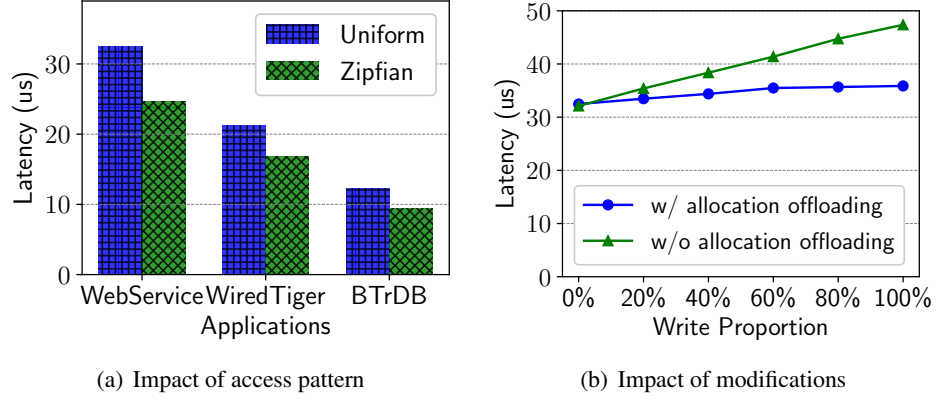 Latency (us)
30
20
10
0
Uniform
Zipfian
WebService WiredTiger BTrDB
Applications
(a) Impact of access pattern
Latency (us)
50
40
30
20
10
0
w/ allocation offloading
w/o allocation offloading
0% 20% 40% 60% 80% 100%
Write Proportion
(b) Impact of modifications